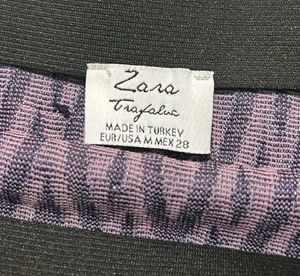 Zara
Trafaluc
MADE IN TURKEY
EUR/USA M MEX 28